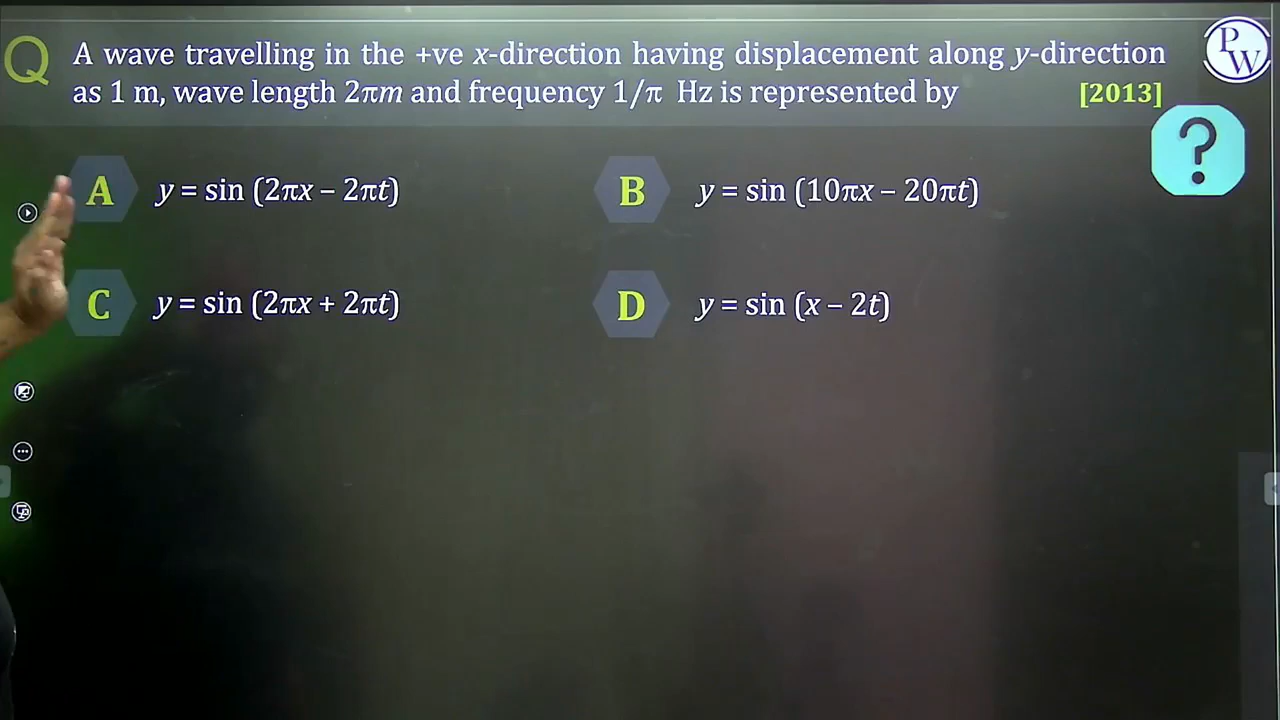 Q A wave travelling in the +ve x-direction having displacement along y-direction
as 1 m, wave length 2πm and frequency 1/π Hz is represented by [2013]
PW
?
A y = sin (2πx – 2πt) B y = sin (10πx – 20πt)
C y = sin (2πx + 2πt) D y = sin (x – 2t)